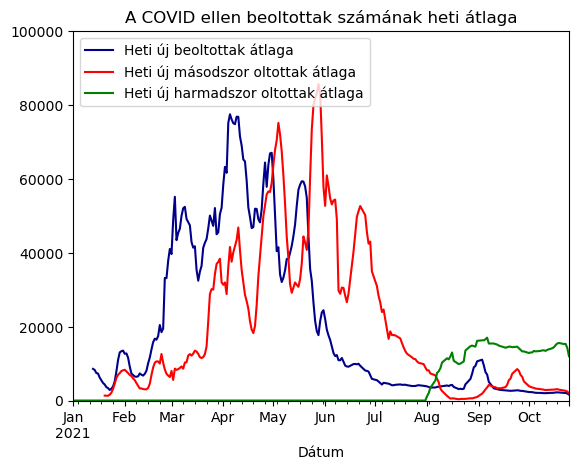 A COVID ellen beoltottak számának heti átlaga
Heti új beoltottak átlaga
Heti új másodszor oltottak átlaga
Heti új harmadszor oltottak átlaga
100000
80000
60000
40000
20000
0
Jan Feb Mar Apr May Jun Jul Aug Sep Oct
2021
Dátum